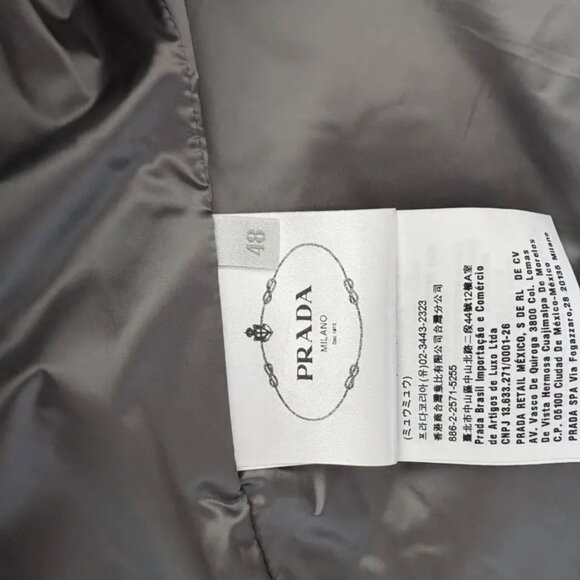 48
PRADA
MILANO
DAL 1913
(ミュウミュウ)
프라다코리아(유)02-3443-2323
香港商台灣普比有限公司台灣分公司
886-2-2571-5255
臺北市中山區中山北路二段44號12樓A室
Prada Brasil Importação e Comércio
de Artigos de Luxo Ltda
CNPJ 13.633.271/0001-26
PRADA RETAIL MÉXICO, S DE RL DE CV
AV. Vasco De Quiroga 3800 Col. Lomas
De Vista Hermosa Cuajimalpa De Morelos
C.P. 05100 Ciudad De México-México
PRADA SPA Via Fogazzaro, 28 20135 Milano